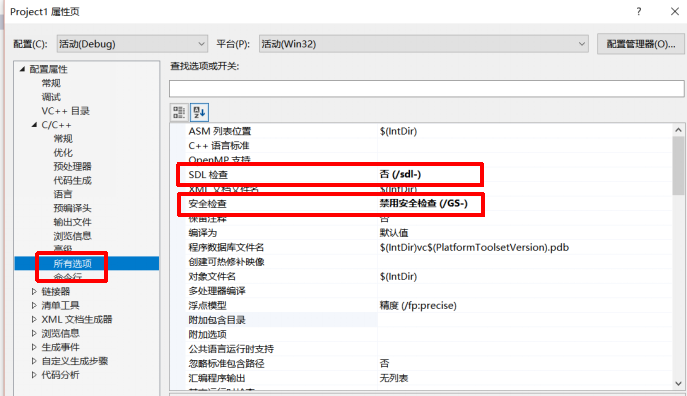 Project1 属性页
? ×
配置(C): 活动(Debug) 平台(P): 活动(Win32) 配置管理器(O)...
配置属性
常规
调试
VC++ 目录
C/C++
常规
优化
预处理器
代码生成
语言
预编译头
输出文件
浏览信息
高级
所有选项
命令行
链接器
清单工具
XML 文档生成器
浏览信息
生成事件
自定义生成步骤
代码分析
查找选项或开关:
ASM 列表位置 $(IntDir)
C++ 语言标准
OpenMP 支持
SDL 检查 否 (/sdl-)
XML 文档文件名 $(IntDir)
安全检查 禁用安全检查 (/GS-)
保留注释 否
编译为 默认值
程序数据库文件名 $(IntDir)vc$(PlatformToolsetVersion).pdb
创建可热修补映像
对象文件名 $(IntDir)
多处理器编译
浮点模型 精度 (/fp:precise)
附加包含目录
附加选项
公共语言运行时支持
忽略标准包含路径 否
汇编程序输出 无列表